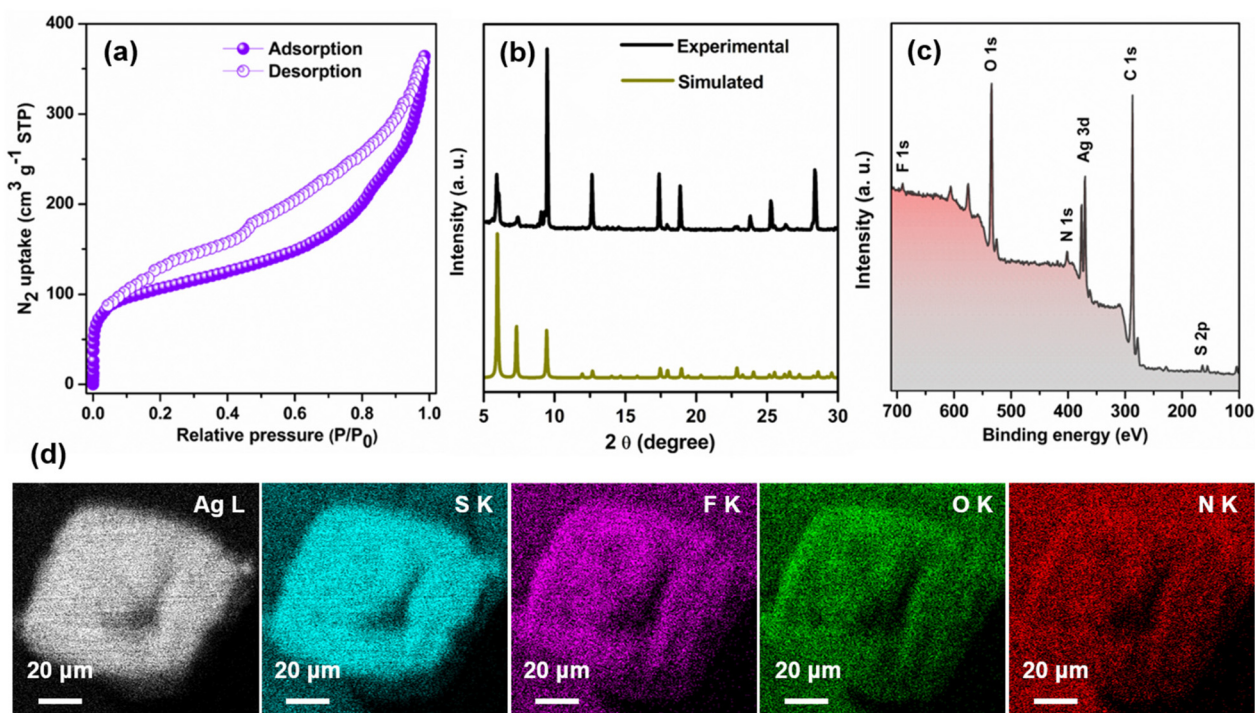 (a)
Adsorption
Desorption
N2 uptake (cm3 g-1 STP)
400
300
200
100
0
0.0 0.2 0.4 0.6 0.8 1.0
Relative pressure (P/P0)
(b)
Experimental
Simulated
Intensity (a. u.)
5 10 15 20 25 30
2 θ (degree)
(c)
F 1s
O 1s
N 1s
Ag 3d
C 1s
S 2p
Intensity (a. u.)
700 600 500 400 300 200 100
Binding energy (eV)
(d)
Ag L
20 µm
S K
20 µm
F K
20 µm
O K
20 µm
N K
20 µm